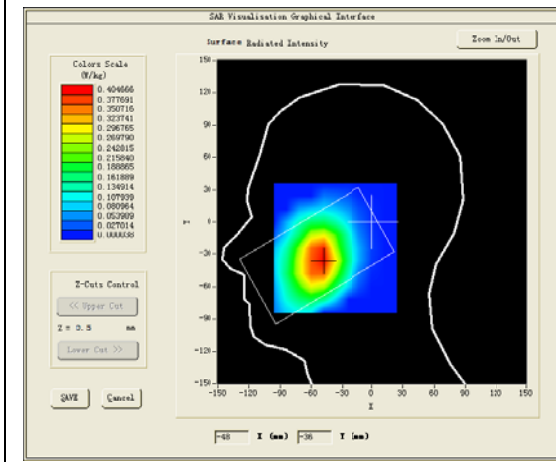 SAR Visualisation Graphical Interface
Surface Radiated Intensity
Zoom In/Out
Colors Scale
(W/kg)
0.404666
0.377691
0.350716
0.323741
0.296765
0.269790
0.242815
0.215840
0.188865
0.161889
0.134914
0.107939
0.080964
0.053989
0.027014
0.000038
Z-Cuts Control
<< Upper Cut
Z = 0.5 mm
Lower Cut >>
SAVE Cancel
150
120
90
60
30
0
-30
-60
-90
-120
-150
Y
-150 -120 -90 -60 -30 0 30 60 90 120 150
X
-48 X (mm) -36 Y (mm)